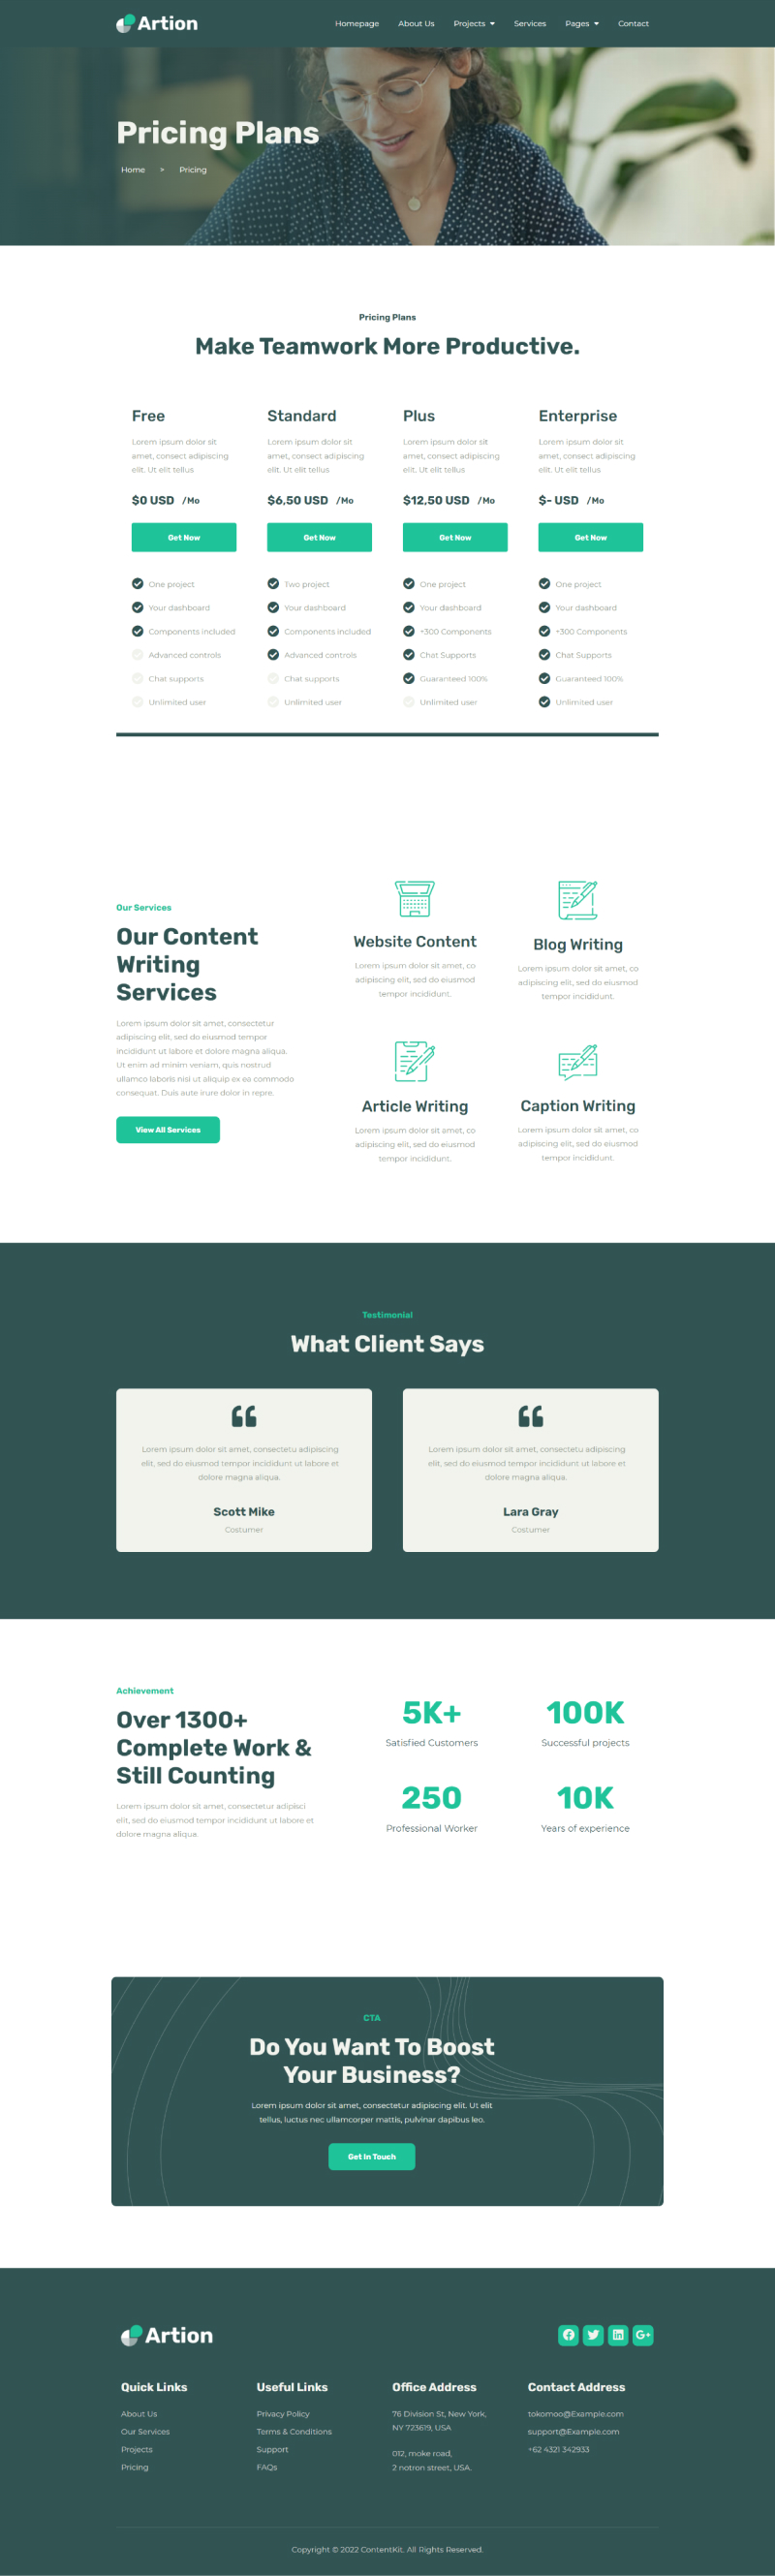 Artion
Homepage About Us Projects Services Pages Contact
Pricing Plans
Home > Pricing
Pricing Plans
Make Teamwork More Productive.
Free
Lorem ipsum dolor sit
amet, consect adipiscing
elit. Ut elit tellus
$0 USD /Mo
Get Now
One project
Your dashboard
Components included
Advanced controls
Chat supports
Unlimited user
Standard
Lorem ipsum dolor sit
amet, consect adipiscing
elit. Ut elit tellus
$6,50 USD /Mo
Get Now
Two project
Your dashboard
Components included
Advanced controls
Chat supports
Unlimited user
Plus
Lorem ipsum dolor sit
amet, consect adipiscing
elit. Ut elit tellus
$12,50 USD /Mo
Get Now
One project
Your dashboard
+300 Components
Chat Supports
Guaranteed 100%
Unlimited user
Enterprise
Lorem ipsum dolor sit
amet, consect adipiscing
elit. Ut elit tellus
$- USD /Mo
Get Now
One project
Your dashboard
+300 Components
Chat Supports
Guaranteed 100%
Unlimited user
Our Services
Our Content
Writing
Services
Lorem ipsum dolor sit amet, consectetur
adipiscing elit, sed do eiusmod tempor
incididunt ut labore et dolore magna aliqua.
Ut enim ad minim veniam, quis nostrud
ullamco laboris nisi ut aliquip ex ea commodo
consequat. Duis aute irure dolor in repre.
View All Services
Website Content
Lorem ipsum dolor sit amet, co
adipiscing elit, sed do eiusmod
tempor incididunt.
Blog Writing
Lorem ipsum dolor sit amet, co
adipiscing elit, sed do eiusmod
tempor incididunt.
Article Writing
Lorem ipsum dolor sit amet, co
adipiscing elit, sed do eiusmod
tempor incididunt.
Caption Writing
Lorem ipsum dolor sit amet, co
adipiscing elit, sed do eiusmod
tempor incididunt.
Testimonial
What Client Says
Lorem ipsum dolor sit amet, consectetu adipiscing
elit, sed do eiusmod tempor incididunt ut labore et
dolore magna aliqua.
Scott Mike
Costumer
Lorem ipsum dolor sit amet, consectetu adipiscing
elit, sed do eiusmod tempor incididunt ut labore et
dolore magna aliqua.
Lara Gray
Costumer
Achievement
Over 1300+
Complete Work &
Still Counting
Lorem ipsum dolor sit amet, consectetur adipisci
elit, sed do eiusmod tempor incididunt ut labore et
dolore magna aliqua.
5K+
Satisfied Customers
100K
Successful projects
250
Professional Worker
10K
Years of experience
CTA
Do You Want To Boost
Your Business?
Lorem ipsum dolor sit amet, consectetur adipiscing elit. Ut elit
tellus, luctus nec ullamcorper mattis, pulvinar dapibus leo.
Get In Touch
Artion
G+
Quick Links
About Us
Our Services
Projects
Pricing
Useful Links
Privacy Policy
Terms & Conditions
Support
FAQs
Office Address
76 Division St, New York,
NY 723619, USA
012, moke road,
2 notron street, USA.
Contact Address
tokomoo@Example.com
support@Example.com
+62 4321 342933
Copyright © 2022 ContentKit. All Rights Reserved.